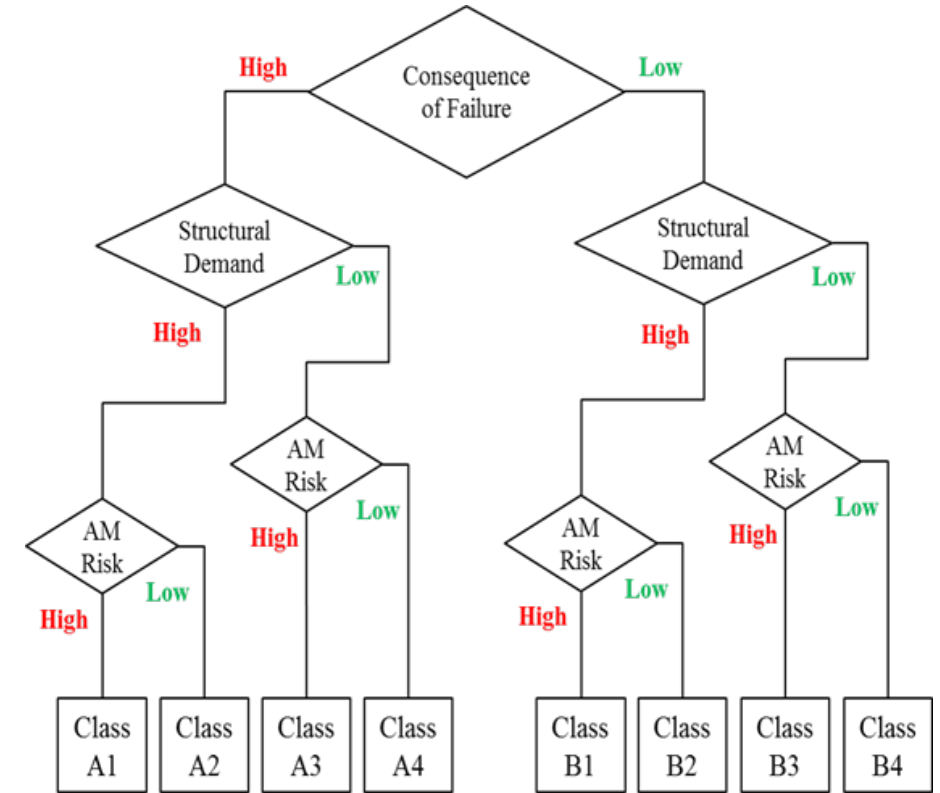 High
Consequence
of Failure
Low
Structural
Demand
Low
High
Structural
Demand
Low
High
AM
Risk
Low
High
AM
Risk
Low
High
AM
Risk
Low
High
AM
Risk
Low
High
Class
A1
Class
A2
Class
A3
Class
A4
Class
B1
Class
B2
Class
B3
Class
B4